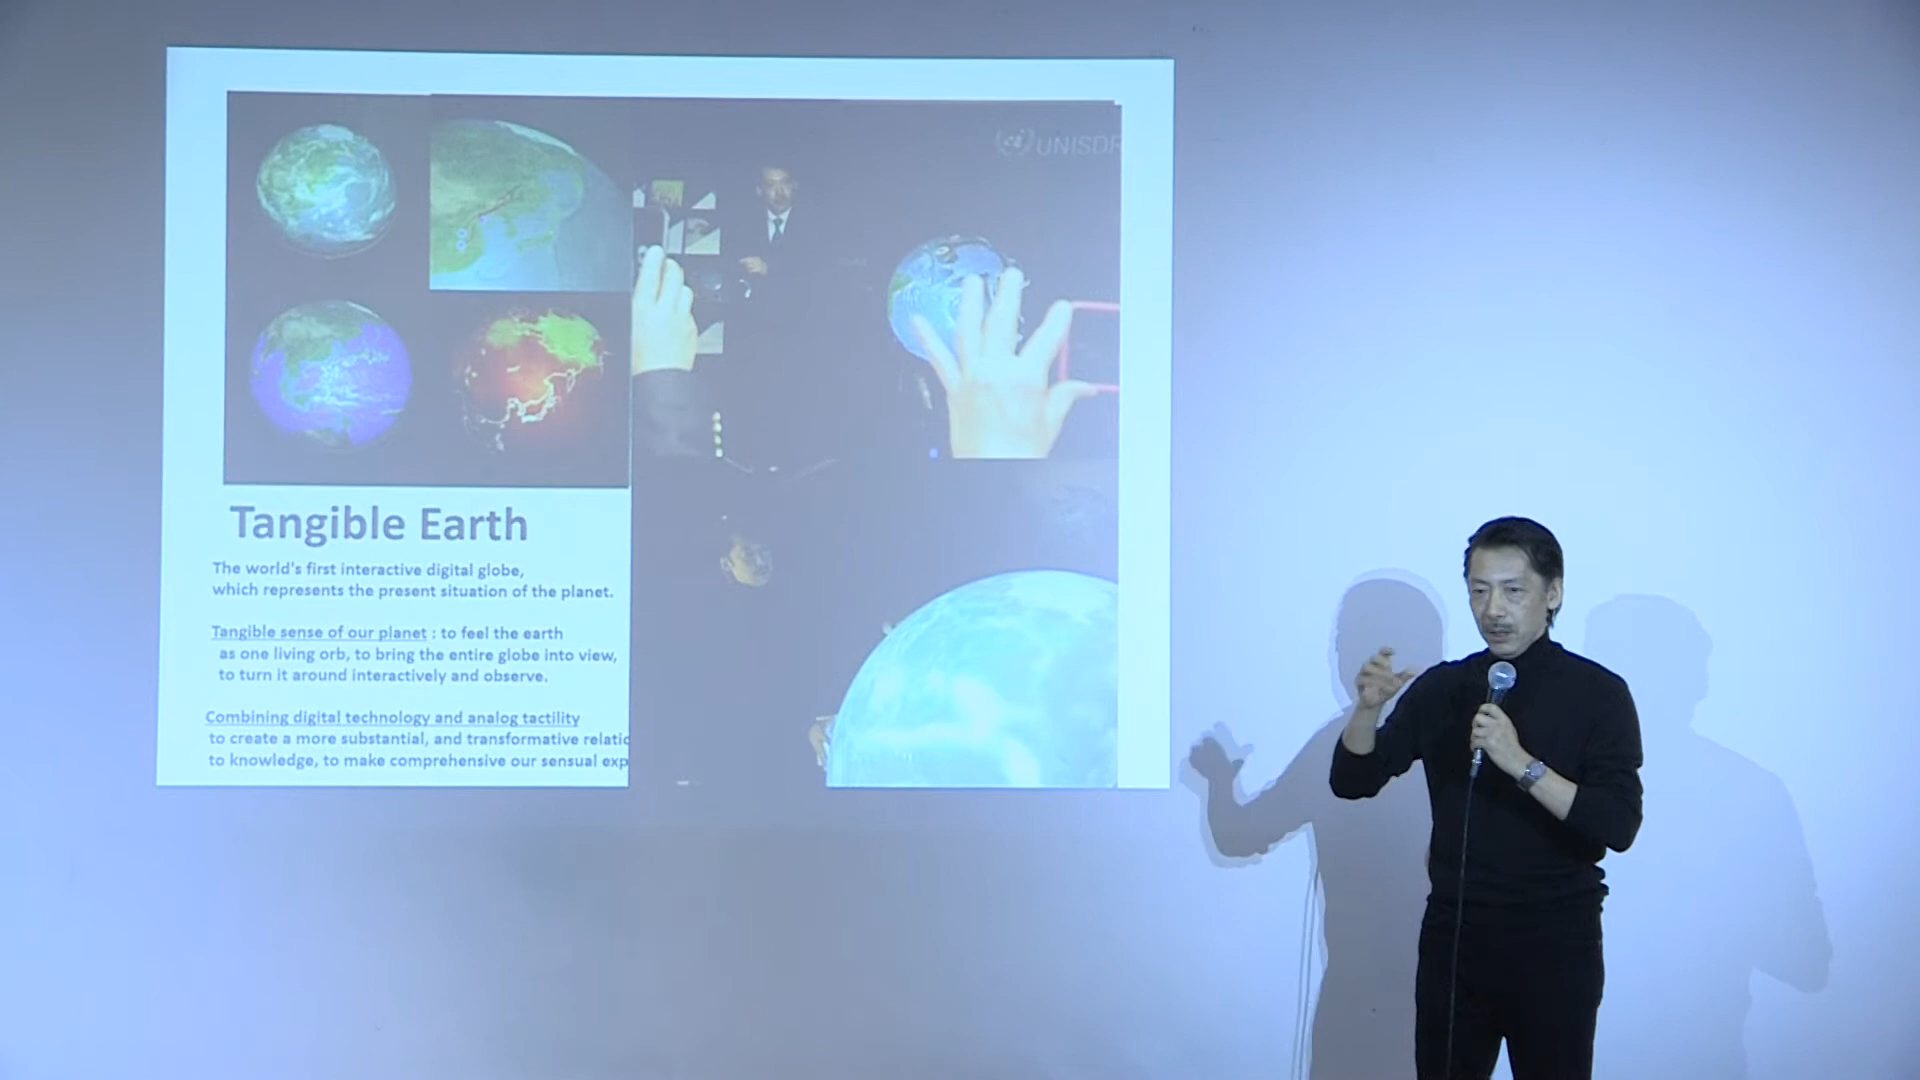 UNISDR
Tangible Earth
The world's first interactive digital globe,
which represents the present situation of the planet.
Tangible sense of our planet : to feel the earth
as one living orb, to bring the entire globe into view,
to turn it around interactively and observe.
Combining digital technology and analog tactility
to create a more substantial, and transformative relatio
to knowledge, to make comprehensive our sensual exp